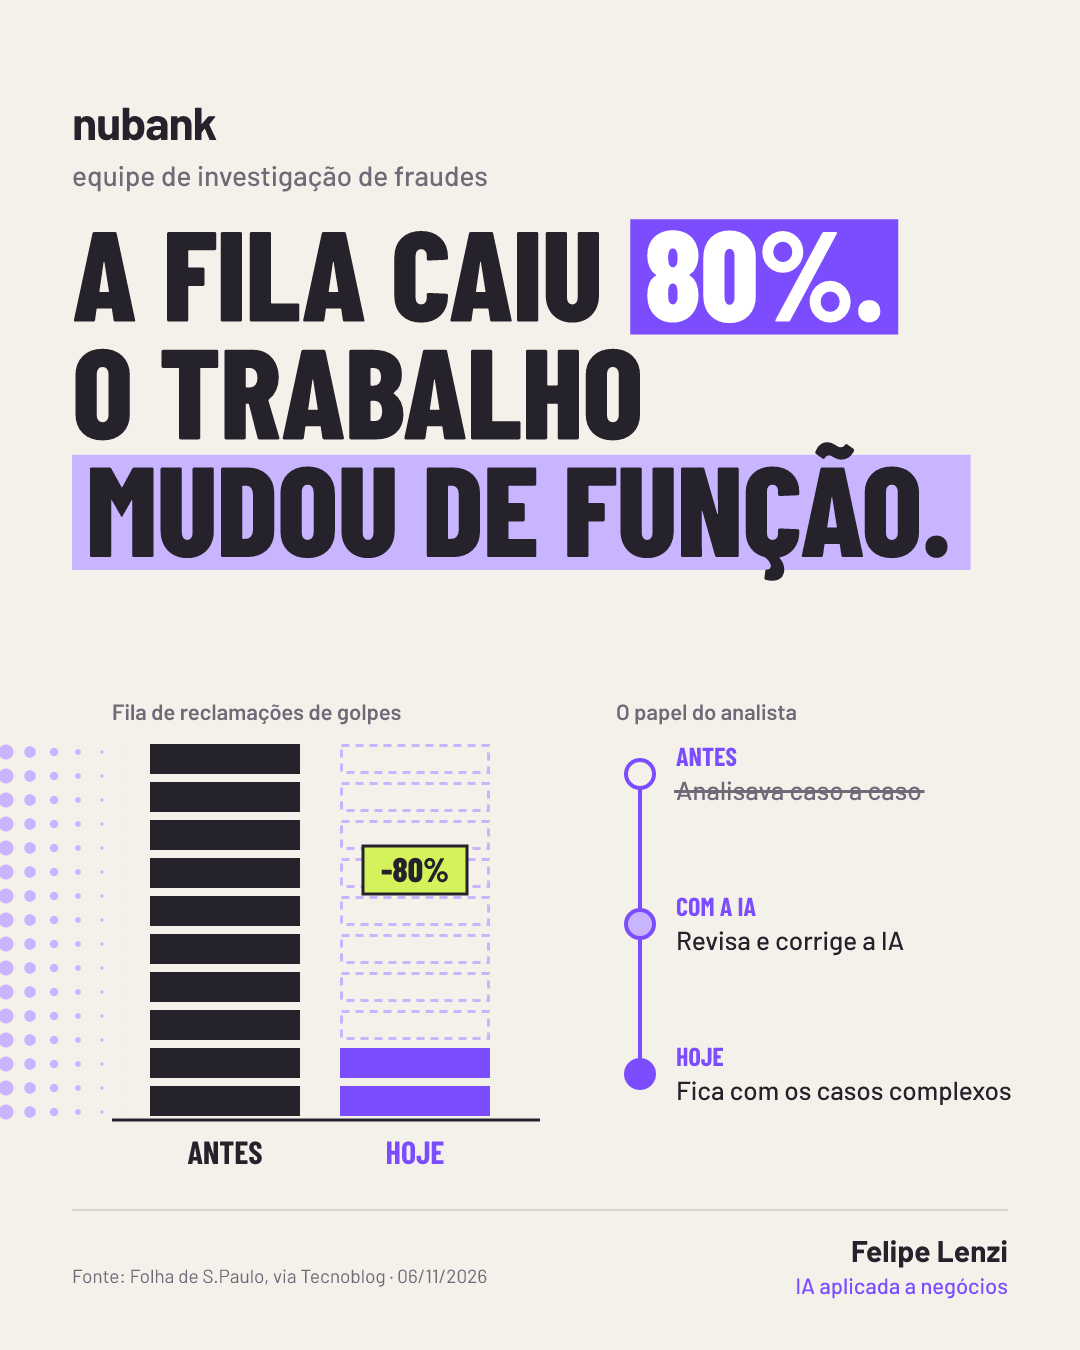 nubank
equipe de investigação de fraudes
A FILA CAIU 80%.
O TRABALHO
MUDOU DE FUNÇÃO.
Fila de reclamações de golpes
-80%
ANTES
HOJE
O papel do analista
ANTES
Analisava caso a caso
COM A IA
Revisa e corrige a IA
HOJE
Fica com os casos complexos
Fonte: Folha de S.Paulo, via Tecnoblog · 06/11/2026
Felipe Lenzi
IA aplicada a negócios